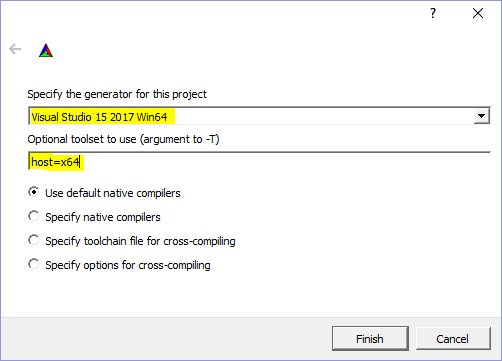 ?
Specify the generator for this project
Visual Studio 15 2017 Win64
Optional toolset to use (argument to -T)
host=x64
Use default native compilers
Specify native compilers
Specify toolchain file for cross-compiling
Specify options for cross-compiling
Finish
Cancel